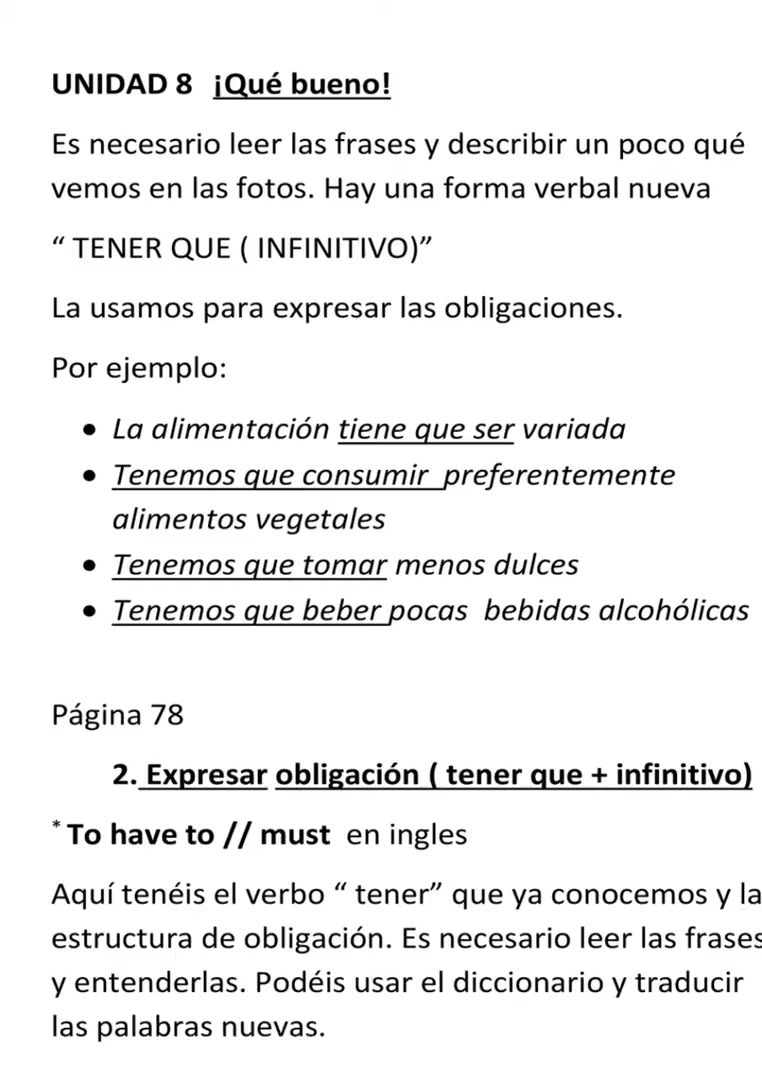 UNIDAD 8 ¡Qué bueno!
Es necesario leer las frases y describir un poco qué
vemos en las fotos. Hay una forma verbal nueva
“ TENER QUE ( INFINITIVO)”
La usamos para expresar las obligaciones.
Por ejemplo:
• La alimentación tiene que ser variada
• Tenemos que consumir preferentemente
alimentos vegetales
• Tenemos que tomar menos dulces
• Tenemos que beber pocas bebidas alcohólicas
Página 78
2. Expresar obligación ( tener que + infinitivo)
* To have to // must en ingles
Aquí tenéis el verbo “ tener” que ya conocemos y la
estructura de obligación. Es necesario leer las frases
y entenderlas. Podéis usar el diccionario y traducir
las palabras nuevas.